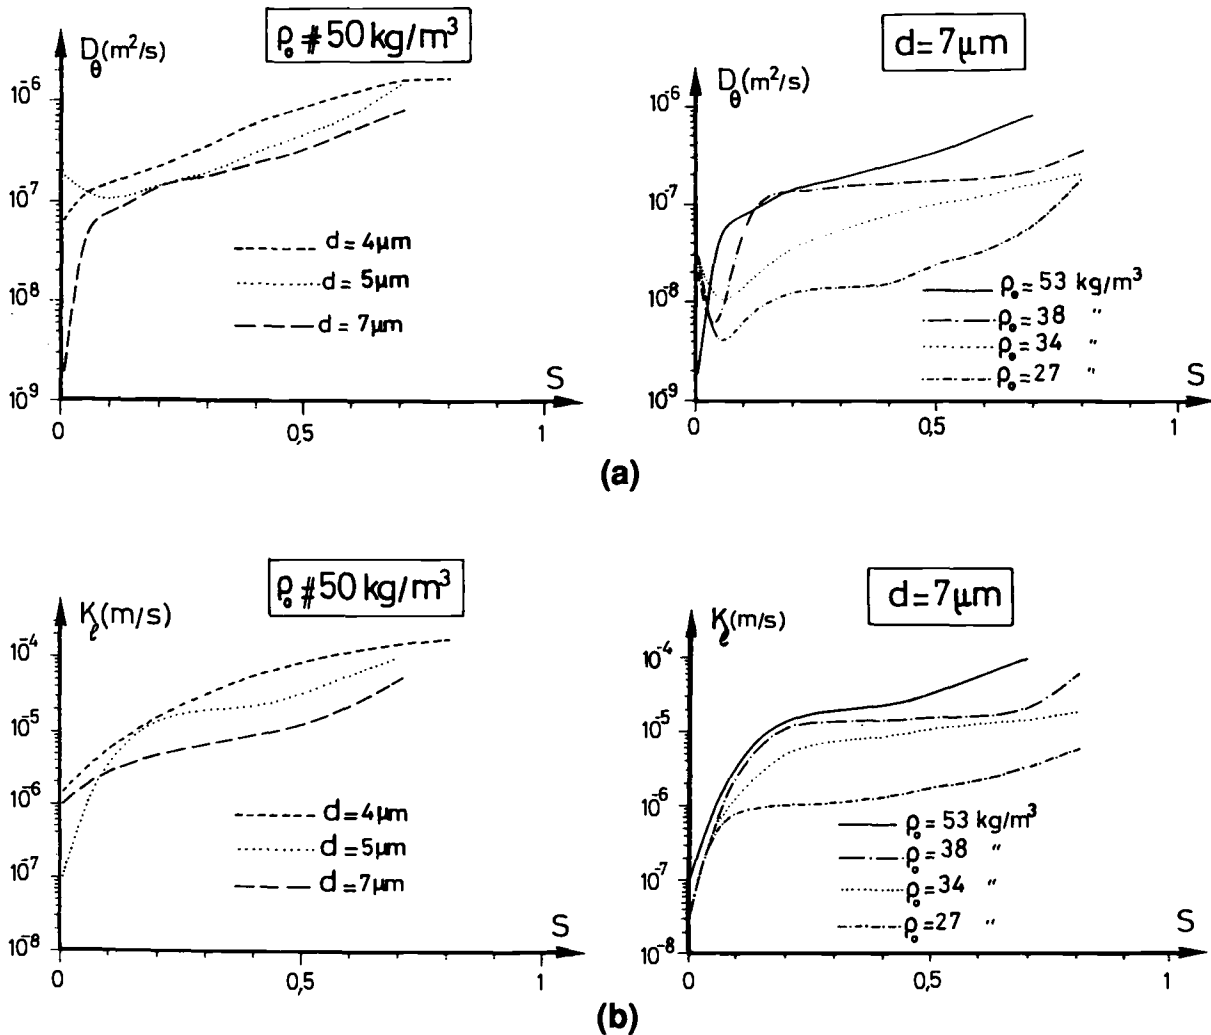 ρ₀ # 50 kg/m³
D_θ (m²/s)
10⁻⁶
10⁻⁷
10⁻⁸
10⁻⁹
d = 4μm
d = 5μm
d = 7μm
S
0
0,5
1
d = 7μm
D_θ (m²/s)
10⁻⁶
10⁻⁷
10⁻⁸
10⁻⁹
ρ₀ = 53 kg/m³
ρ₀ = 38 "
ρ₀ = 34 "
ρ₀ = 27 "
S
0
0,5
1
(a)
ρ₀ # 50 kg/m³
K_ℓ (m/s)
10⁻⁴
10⁻⁵
10⁻⁶
10⁻⁷
10⁻⁸
d = 4μm
d = 5μm
d = 7μm
S
0
0,5
1
d = 7μm
K_ℓ (m/s)
10⁻⁴
10⁻⁵
10⁻⁶
10⁻⁷
10⁻⁸
ρ₀ = 53 kg/m³
ρ₀ = 38 "
ρ₀ = 34 "
ρ₀ = 27 "
S
0
0,5
1
(b)